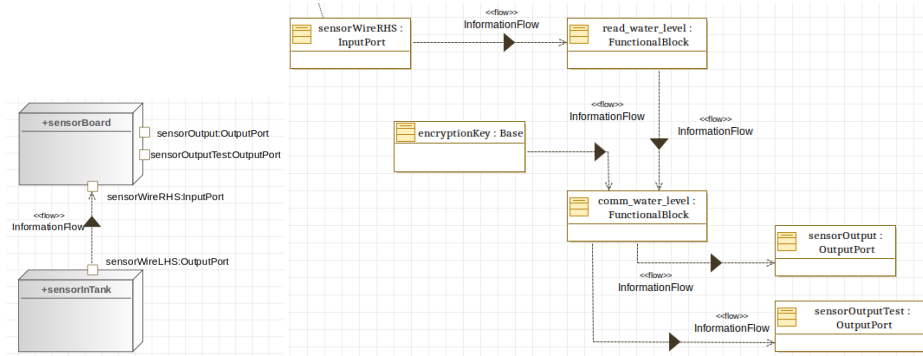 +sensorBoard
sensorOutput:OutputPort
sensorOutputTest:OutputPort
sensorWireRHS:InputPort
<<flow>>
InformationFlow
sensorWireLHS:OutputPort
+sensorInTank
sensorWireRHS :
InputPort
<<flow>>
InformationFlow
read_water_level :
FunctionalBlock
<<flow>>
InformationFlow
<<flow>>
InformationFlow
encryptionKey : Base
comm_water_level :
FunctionalBlock
<<flow>>
InformationFlow
sensorOutput :
OutputPort
<<flow>>
InformationFlow
sensorOutputTest :
OutputPort